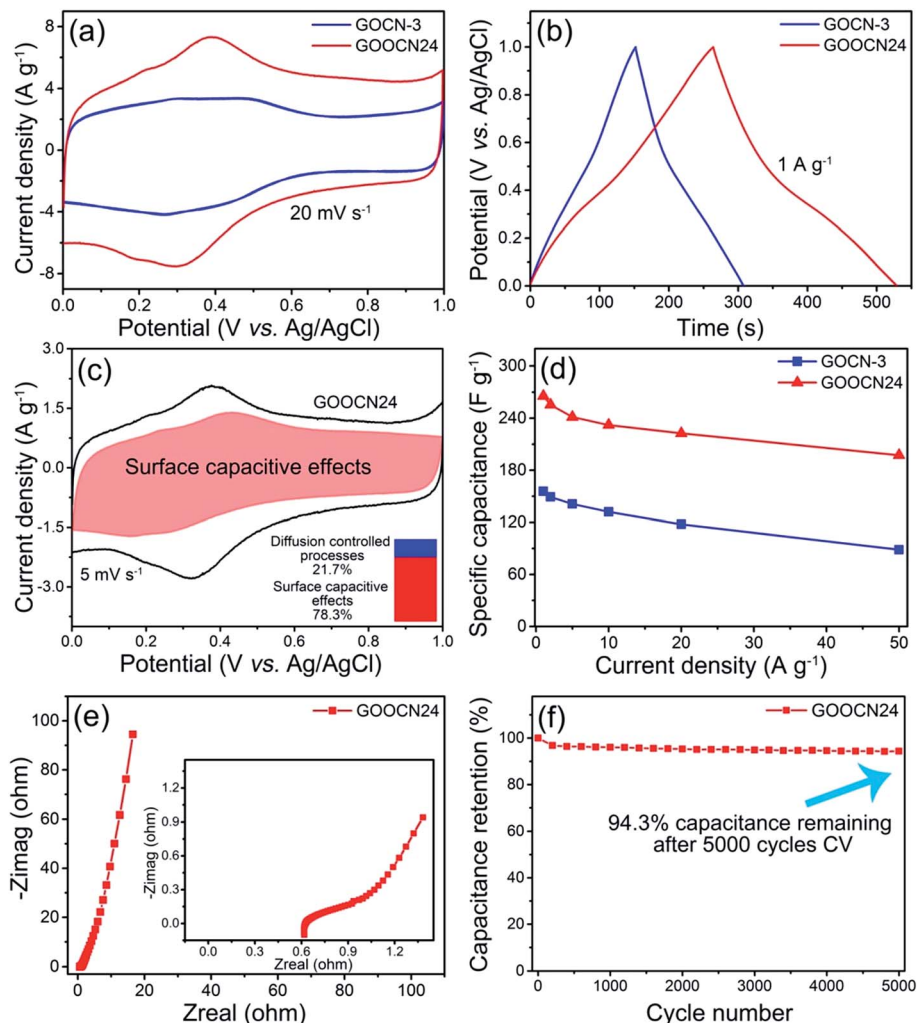 (a)
GOCN-3
GOOCN24
20 mV s⁻¹
8
4
0
-4
-8
Current density (A g⁻¹)
0.0 0.2 0.4 0.6 0.8 1.0
Potential (V vs. Ag/AgCl)
(b)
GOCN-3
GOOCN24
1 A g⁻¹
1.0
0.8
0.6
0.4
0.2
0.0
Potential (V vs. Ag/AgCl)
0 100 200 300 400 500
Time (s)
(c)
GOOCN24
Surface capacitive effects
5 mV s⁻¹
Diffusion controlled
processes
21.7%
Surface capacitive
effects
78.3%
3.0
1.5
0.0
-1.5
-3.0
Current density (A g⁻¹)
0.0 0.2 0.4 0.6 0.8 1.0
Potential (V vs. Ag/AgCl)
(d)
GOCN-3
GOOCN24
300
240
180
120
60
0
Specific capacitance (F g⁻¹)
0 10 20 30 40 50
Current density (A g⁻¹)
(e)
GOOCN24
100
80
60
40
20
0
-Zimag (ohm)
0 20 40 60 80 100
Zreal (ohm)
1.2
0.9
0.6
0.3
0.0
-Zimag (ohm)
0.0 0.3 0.6 0.9 1.2
Zreal (ohm)
(f)
GOOCN24
94.3% capacitance remaining
after 5000 cycles CV
100
80
60
40
20
0
Capacitance retention (%)
0 1000 2000 3000 4000 5000
Cycle number